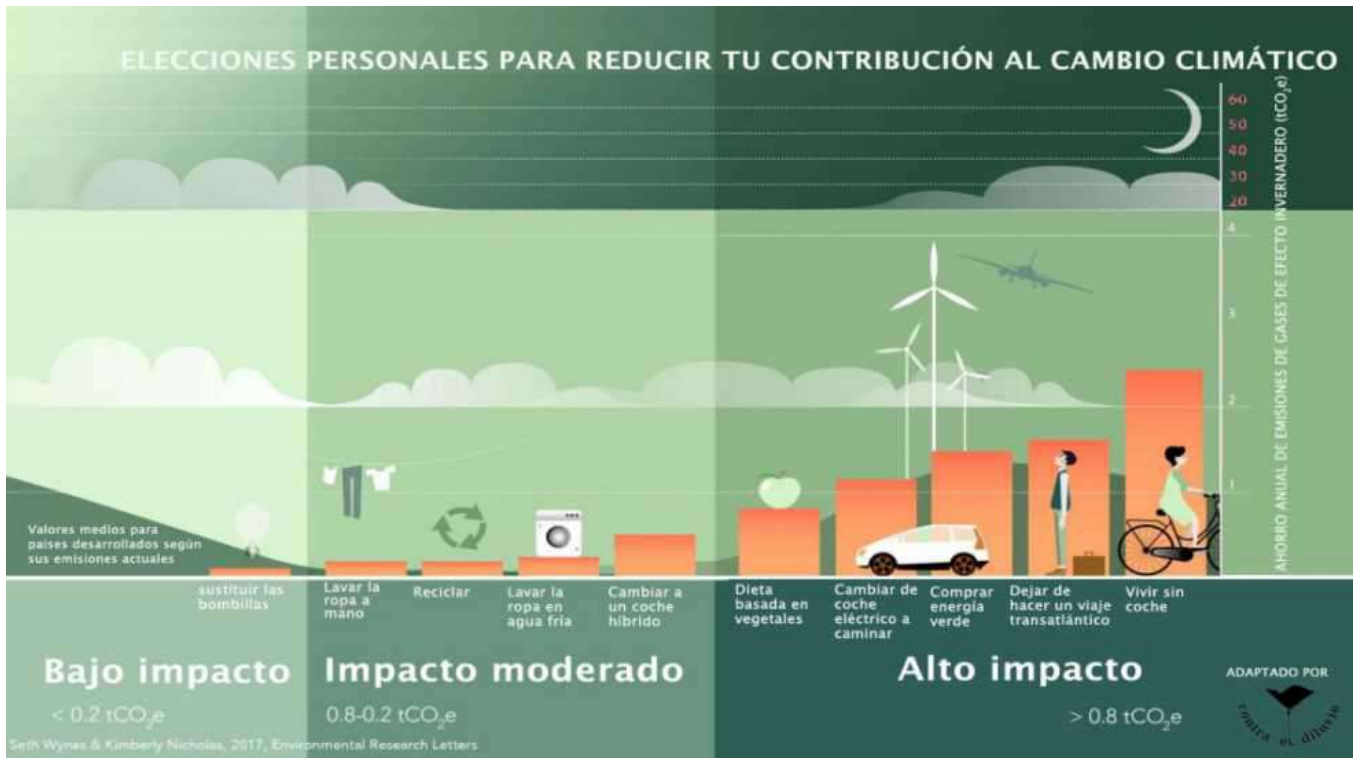 ELECCIONES PERSONALES PARA REDUCIR TU CONTRIBUCIÓN AL CAMBIO CLIMÁTICO
60
50
40
30
20
4
3
2
1
AHORRO ANUAL DE EMISIONES DE GASES DE EFECTO INVERNADERO (tCO₂e)
Valores medios para
países desarrollados según
sus emisiones actuales
sustituir las
bombillas
Lavar la
ropa a
mano
Reciclar
Lavar la
ropa en
agua fría
Cambiar a
un coche
híbrido
Dieta
basada en
vegetales
Cambiar de
coche
eléctrico a
caminar
Comprar
energía
verde
Dejar de
hacer un viaje
transatlántico
Vivir sin
coche
Bajo impacto
< 0.2 tCO₂e
Impacto moderado
0.8-0.2 tCO₂e
Alto impacto
> 0.8 tCO₂e
ADAPTADO POR
contra el diluvio
Seth Wynes & Kimberly Nicholas, 2017, Environmental Research Letters